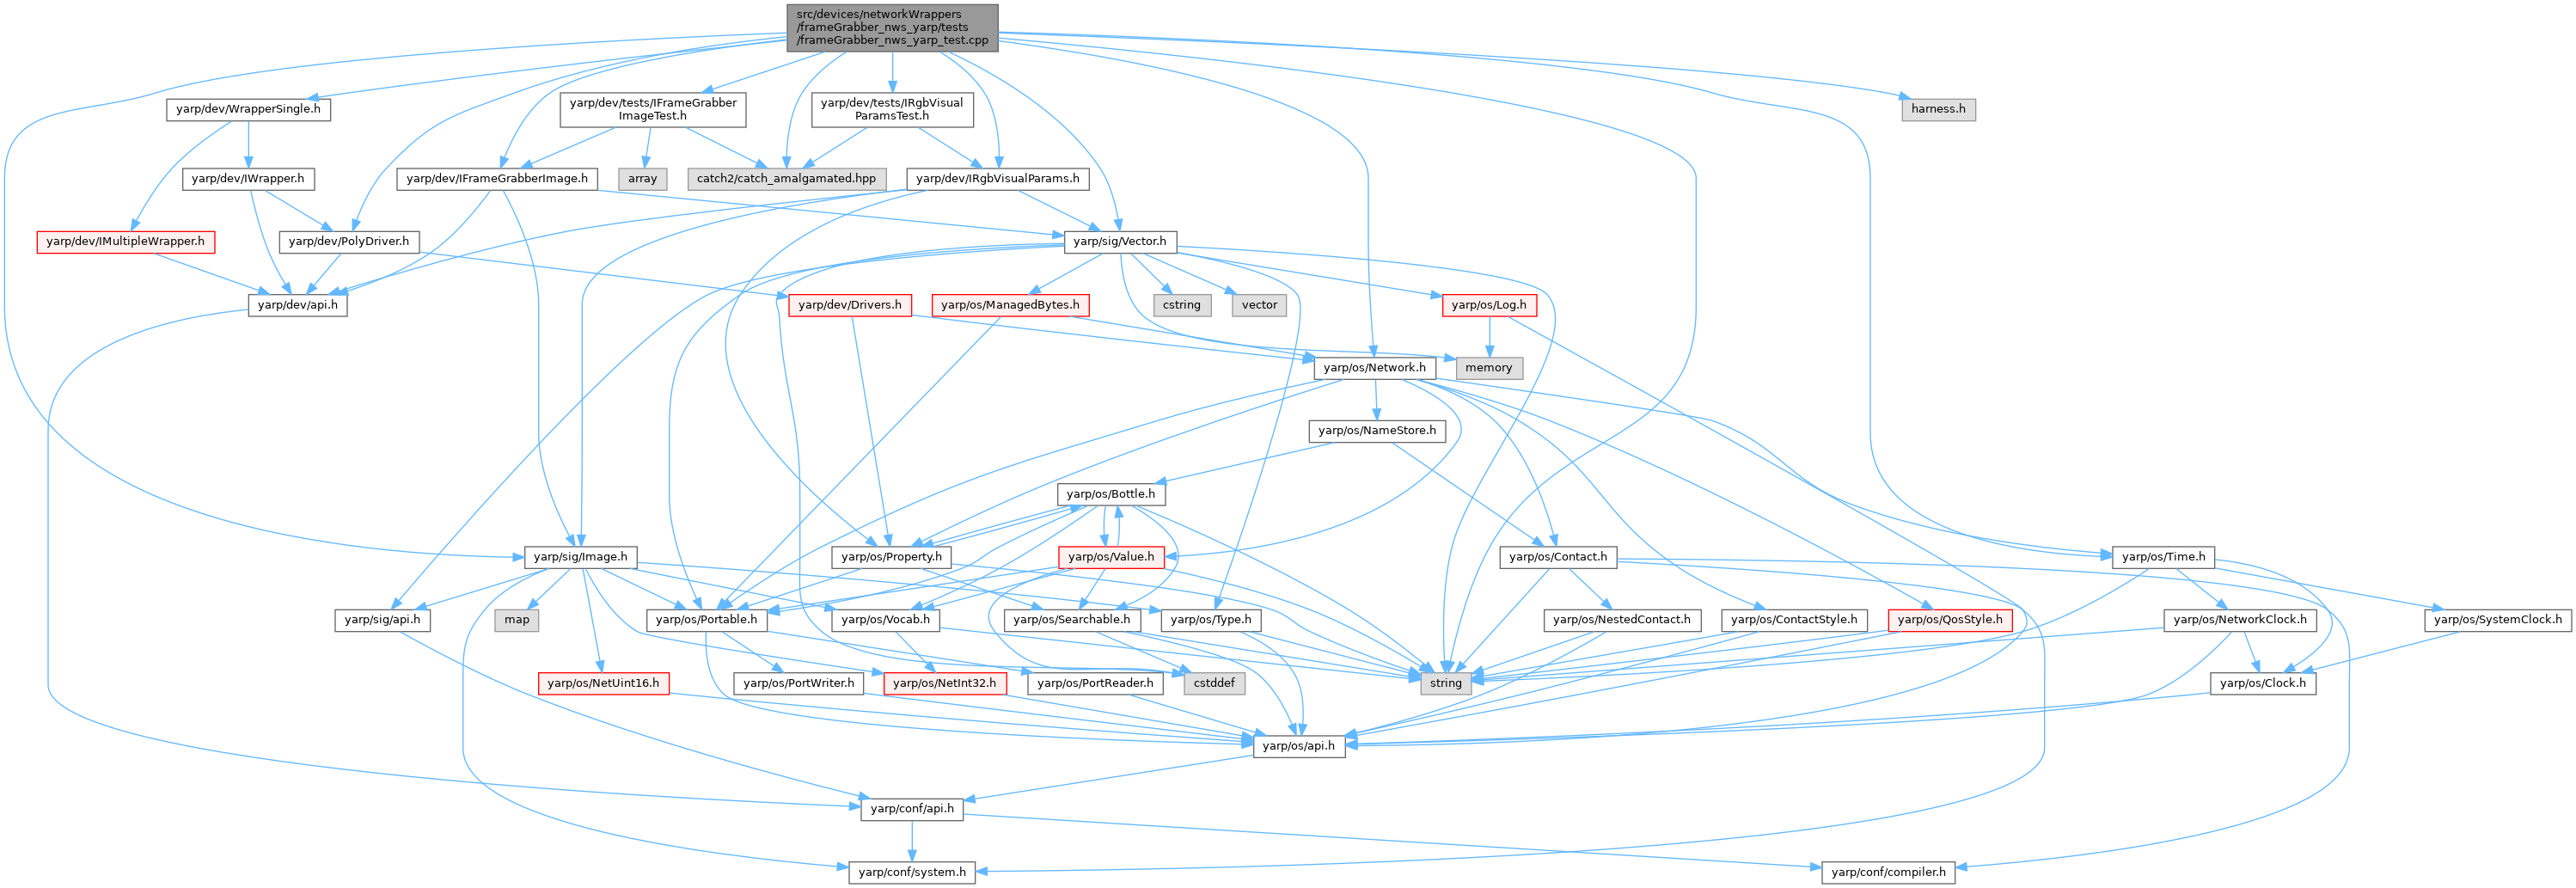 src/devices/networkWrappers
/frameGrabber_nws_yarp/tests
/frameGrabber_nws_yarp_test.cpp
yarp/dev/WrapperSingle.h
yarp/dev/tests/IFrameGrabber
ImageTest.h
yarp/dev/tests/IRgbVisual
ParamsTest.h
harness.h
yarp/dev/IWrapper.h
yarp/dev/IFrameGrabberImage.h
array
catch2/catch_amalgamated.hpp
yarp/dev/IRgbVisualParams.h
yarp/dev/IMultipleWrapper.h
yarp/dev/PolyDriver.h
yarp/sig/Vector.h
yarp/dev/api.h
yarp/dev/Drivers.h
yarp/os/ManagedBytes.h
cstring
vector
yarp/os/Log.h
yarp/os/Network.h
memory
yarp/os/NameStore.h
yarp/os/Bottle.h
yarp/sig/Image.h
yarp/os/Property.h
yarp/os/Value.h
yarp/os/Contact.h
yarp/os/Time.h
yarp/sig/api.h
map
yarp/os/Portable.h
yarp/os/Vocab.h
yarp/os/Searchable.h
yarp/os/Type.h
yarp/os/NestedContact.h
yarp/os/ContactStyle.h
yarp/os/QosStyle.h
yarp/os/NetworkClock.h
yarp/os/SystemClock.h
yarp/os/NetUint16.h
yarp/os/PortWriter.h
yarp/os/NetInt32.h
yarp/os/PortReader.h
cstddef
string
yarp/os/Clock.h
yarp/os/api.h
yarp/conf/api.h
yarp/conf/system.h
yarp/conf/compiler.h